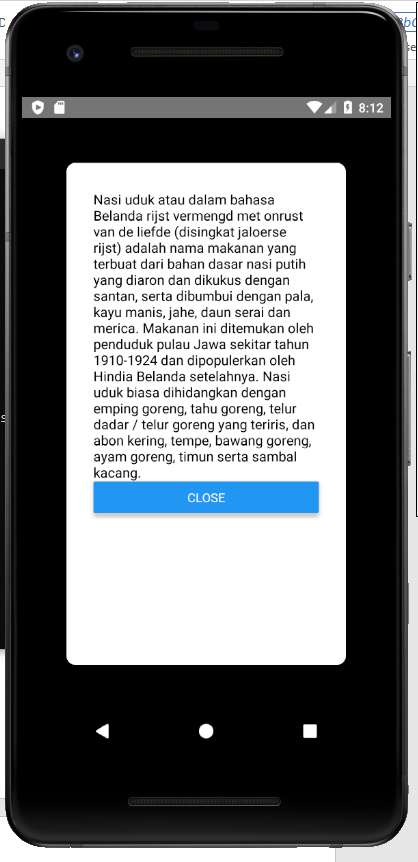 8:12
Nasi uduk atau dalam bahasa
Belanda rijst vermengd met onrust
van de liefde (disingkat jaloerse
rijst) adalah nama makanan yang
terbuat dari bahan dasar nasi putih
yang diaron dan dikukus dengan
santan, serta dibumbui dengan pala,
kayu manis, jahe, daun serai dan
merica. Makanan ini ditemukan oleh
penduduk pulau Jawa sekitar tahun
1910-1924 dan dipopulerkan oleh
Hindia Belanda setelahnya. Nasi
uduk biasa dihidangkan dengan
emping goreng, tahu goreng, telur
dadar / telur goreng yang teriris, dan
abon kering, tempe, bawang goreng,
ayam goreng, timun serta sambal
kacang.
CLOSE